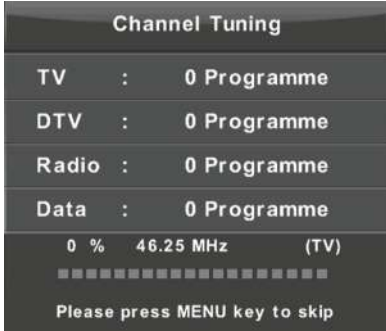 Channel Tuning
TV : 0 Programme
DTV : 0 Programme
Radio : 0 Programme
Data : 0 Programme
0 % 46.25 MHz (TV)
Please press MENU key to skip